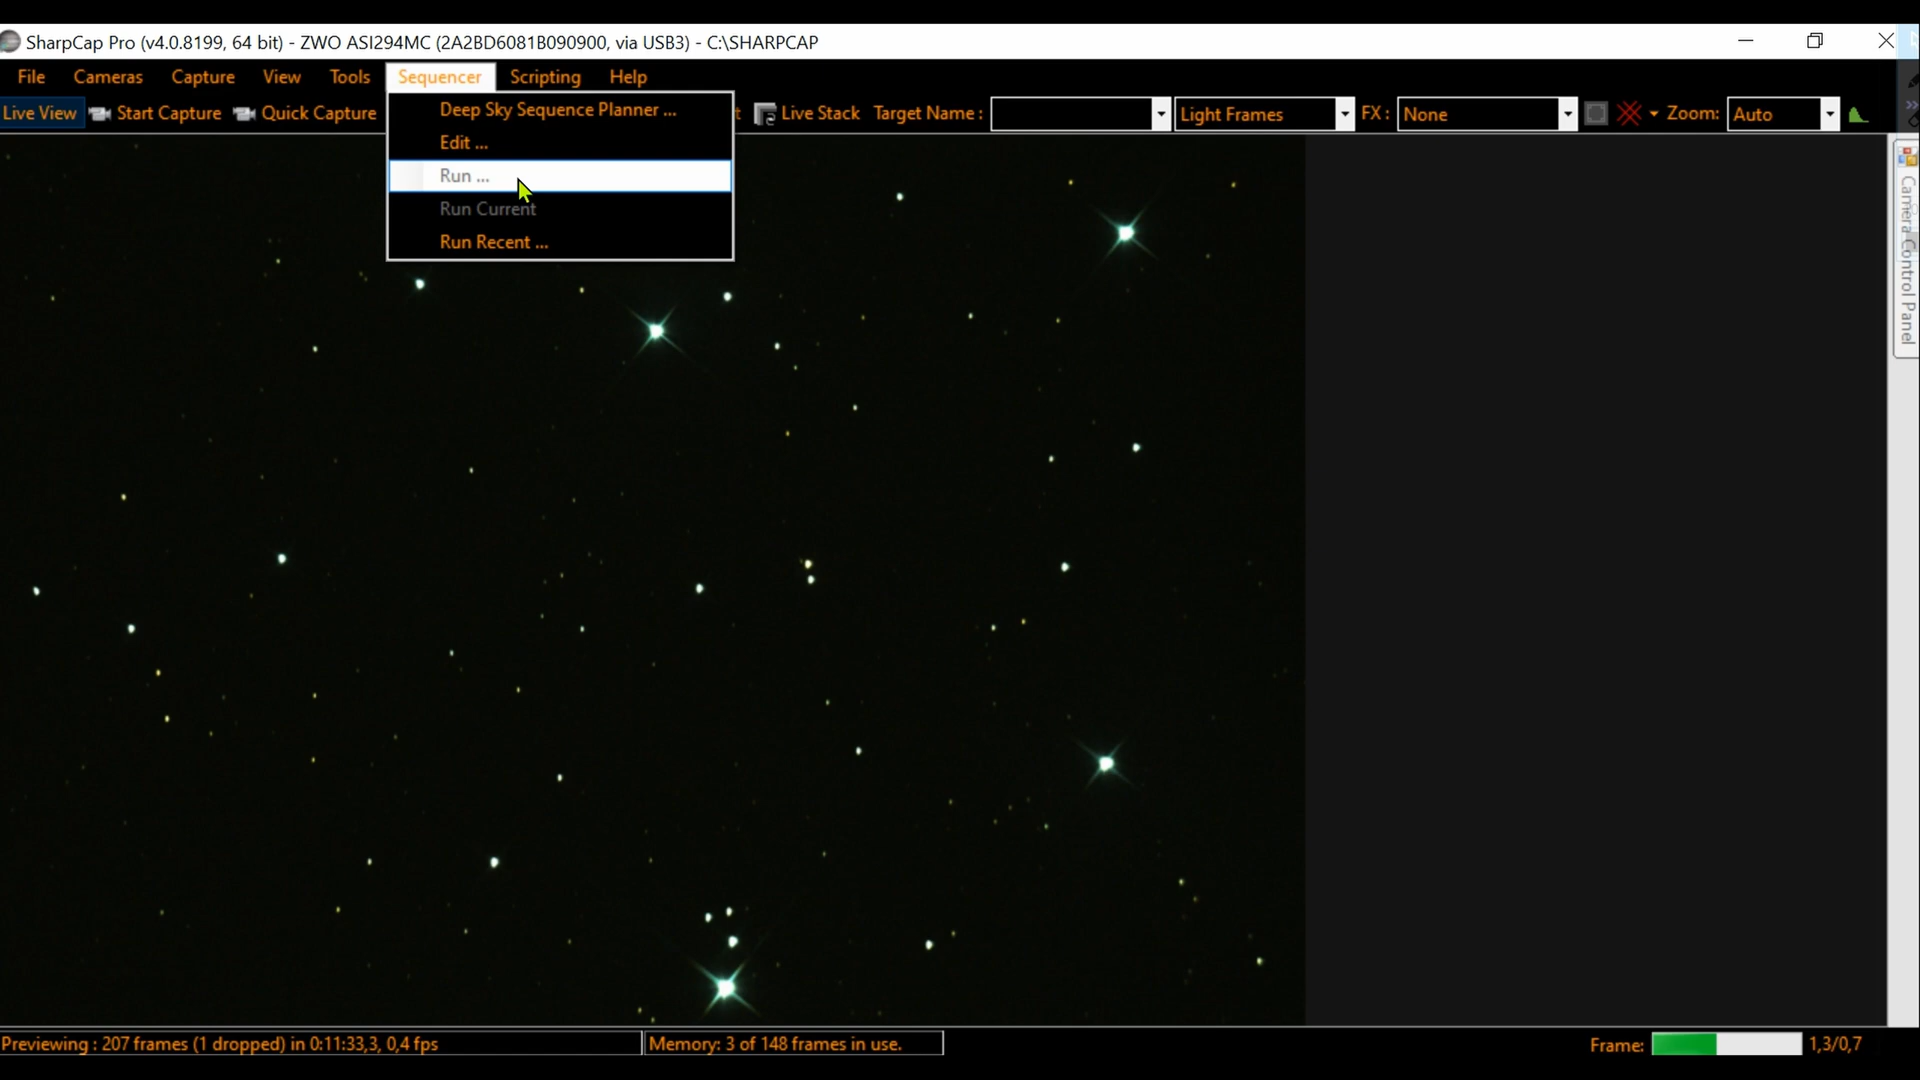 SharpCap Pro (v4.0.8199, 64 bit) - ZWO ASI294MC (2A2BD6081B090900, via USB3) - C:\SHARPCAP
File Cameras Capture View Tools Sequencer Scripting Help
Live View Start Capture Quick Capture Live Stack Target Name : Light Frames FX : None Zoom: Auto
Deep Sky Sequence Planner ...
Edit ...
Run ...
Run Current
Run Recent ...
Camera Control Panel
Previewing : 207 frames (1 dropped) in 0:11:33,3, 0,4 fps
Memory: 3 of 148 frames in use.
Frame: 1,3/0,7